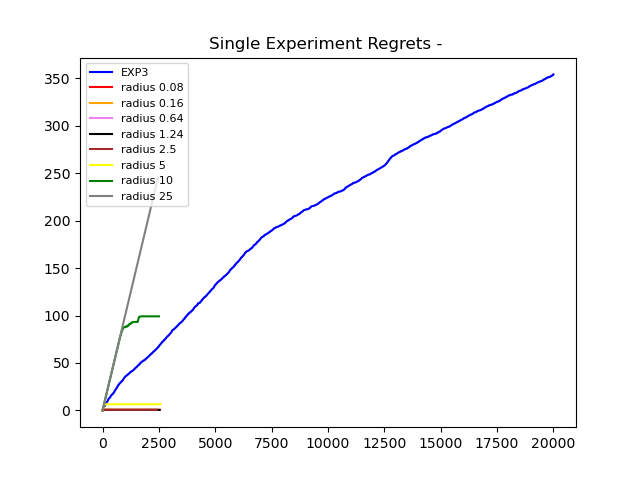 Single Experiment Regrets -
EXP3
radius 0.08
radius 0.16
radius 0.64
radius 1.24
radius 2.5
radius 5
radius 10
radius 25
350
300
250
200
150
100
50
0
0 2500 5000 7500 10000 12500 15000 17500 20000